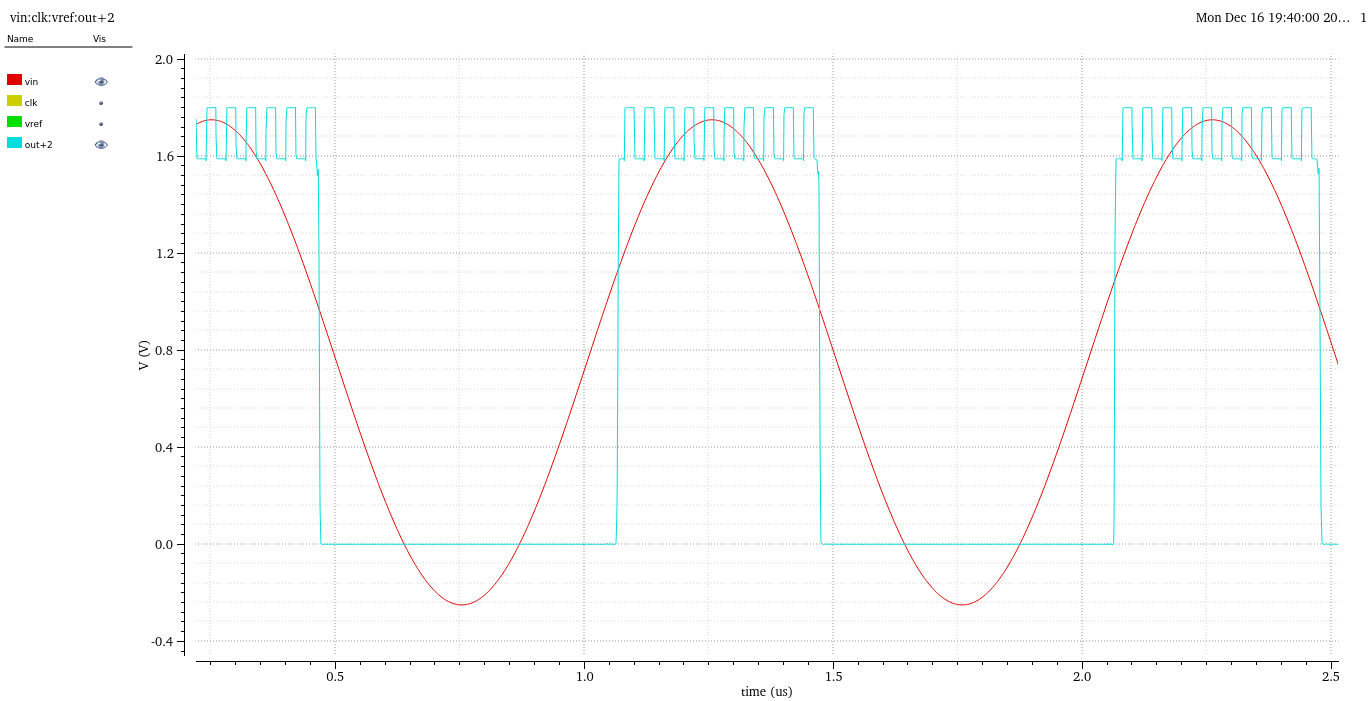 vin:clk:vref:out+2
Mon Dec 16 19:40:00 20... 1
Name Vis
vin
clk
vref
out+2
2.0
1.6
1.2
0.8
0.4
0.0
-0.4
V (V)
0.5 1.0 1.5 2.0 2.5
time (us)